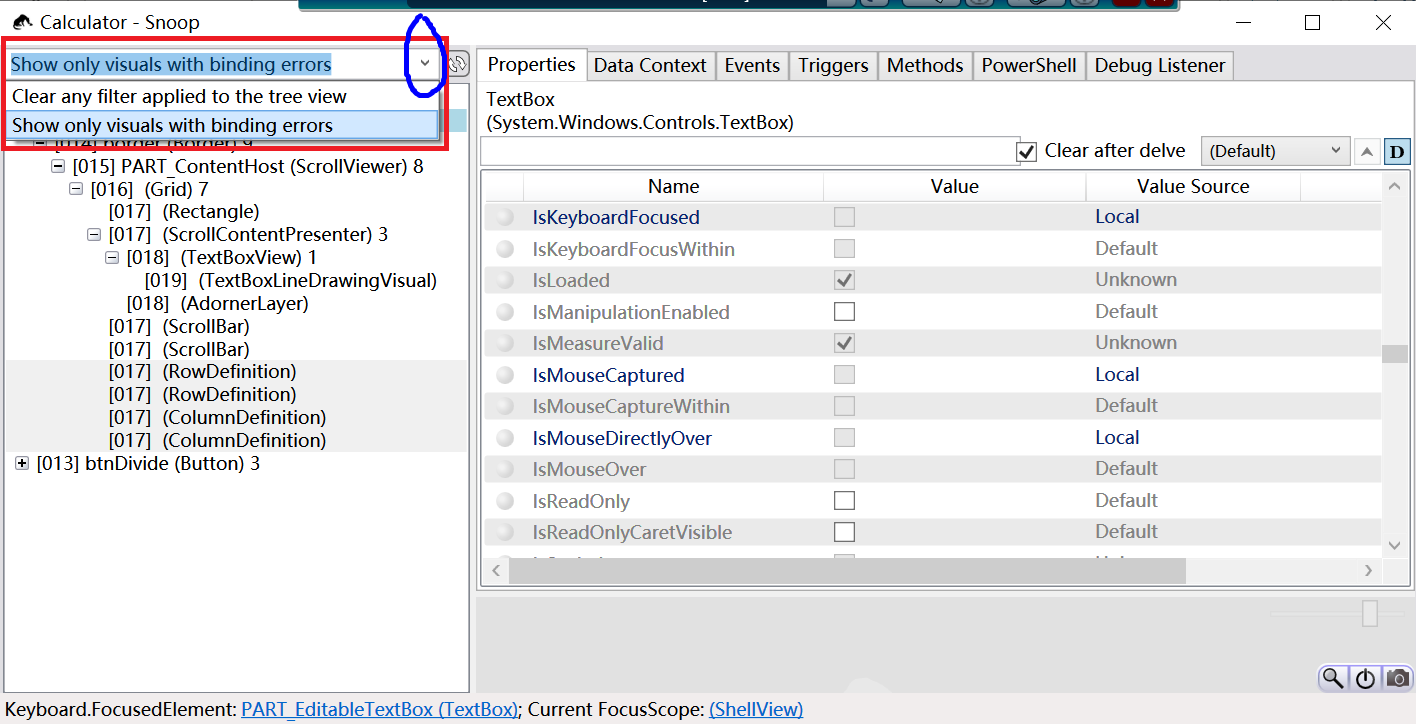 Calculator - Snoop
Show only visuals with binding errors
Clear any filter applied to the tree view
Show only visuals with binding errors
[014] border (Border) 9
[015] PART_ContentHost (ScrollViewer) 8
[016] (Grid) 7
[017] (Rectangle)
[017] (ScrollContentPresenter) 3
[018] (TextBoxView) 1
[019] (TextBoxLineDrawingVisual)
[018] (AdornerLayer)
[017] (ScrollBar)
[017] (ScrollBar)
[017] (RowDefinition)
[017] (RowDefinition)
[017] (ColumnDefinition)
[017] (ColumnDefinition)
[013] btnDivide (Button) 3
Properties Data Context Events Triggers Methods PowerShell Debug Listener
TextBox
(System.Windows.Controls.TextBox)
Clear after delve (Default) D
Name Value Value Source
IsKeyboardFocused Local
IsKeyboardFocusWithin Default
IsLoaded Unknown
IsManipulationEnabled Default
IsMeasureValid Unknown
IsMouseCaptured Local
IsMouseCaptureWithin Default
IsMouseDirectlyOver Local
IsMouseOver Default
IsReadOnly Default
IsReadOnlyCaretVisible Default
Keyboard.FocusedElement: PART_EditableTextBox (TextBox); Current FocusScope: (ShellView)